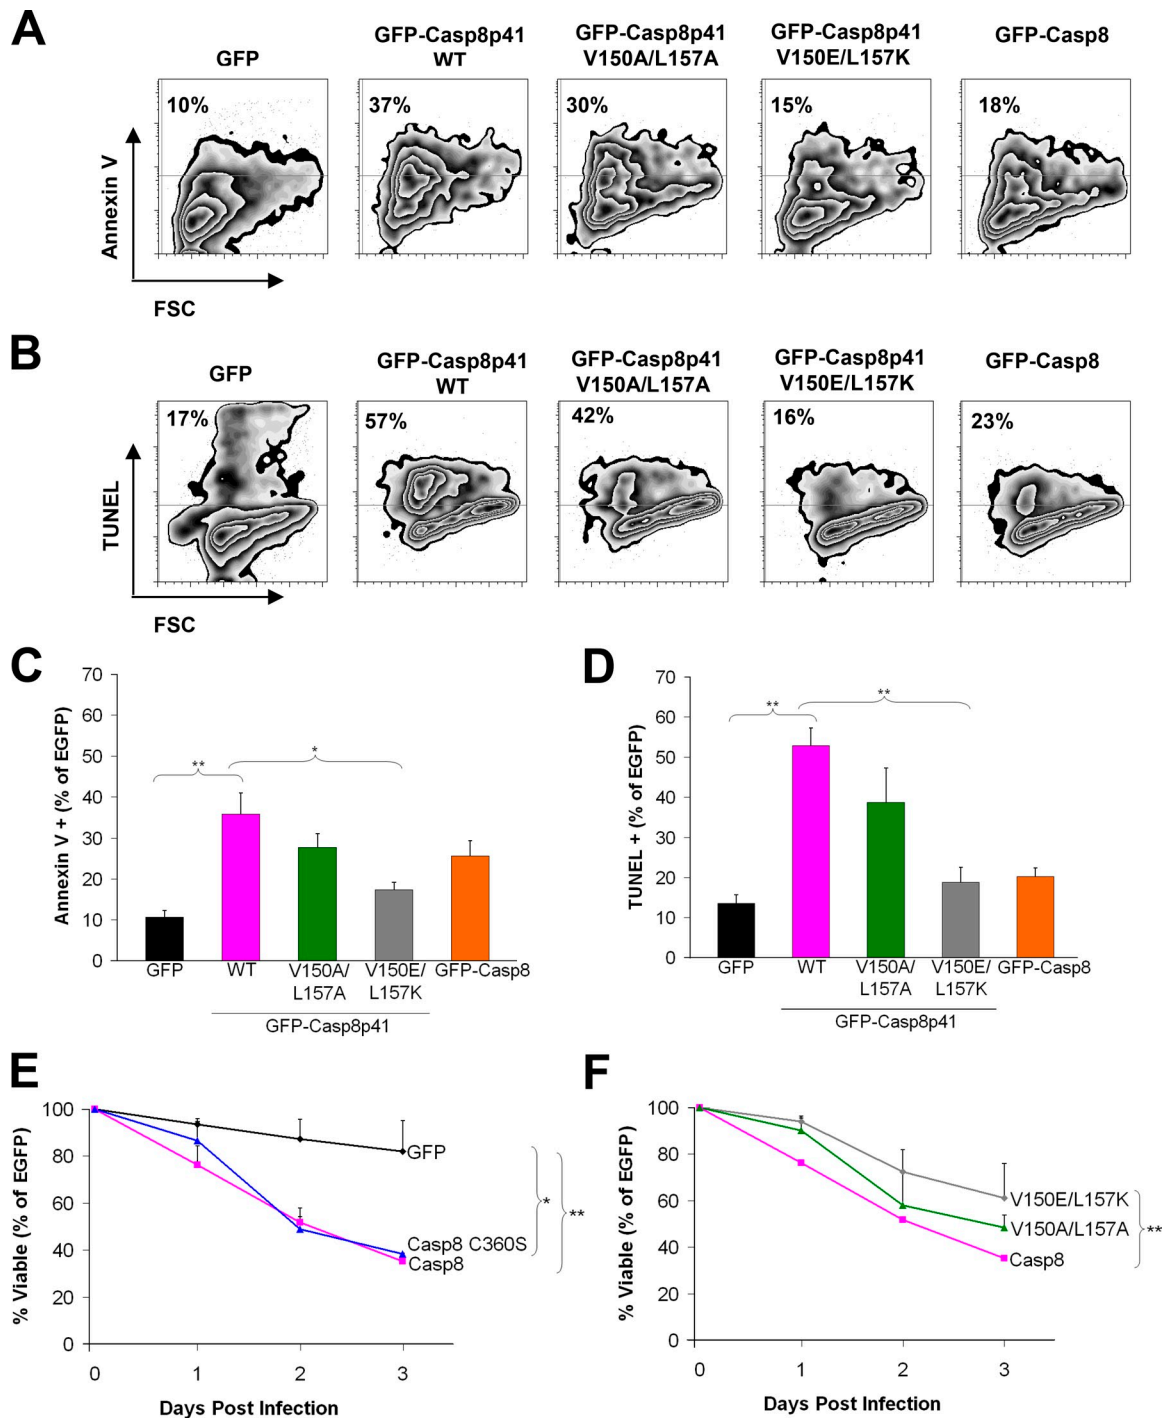 A
GFP
GFP-Casp8p41
WT
GFP-Casp8p41
V150A/L157A
GFP-Casp8p41
V150E/L157K
GFP-Casp8
10%
37%
30%
15%
18%
Annexin V
FSC
B
GFP
GFP-Casp8p41
WT
GFP-Casp8p41
V150A/L157A
GFP-Casp8p41
V150E/L157K
GFP-Casp8
17%
57%
42%
16%
23%
TUNEL
FSC
C
Annexin V + (% of EGFP)
70
60
50
40
30
20
10
0
**
*
GFP
WT
V150A/
L157A
V150E/
L157K
GFP-Casp8
GFP-Casp8p41
D
TUNEL + (% of EGFP)
70
60
50
40
30
20
10
0
**
**
GFP
WT
V150A/
L157A
V150E/
L157K
GFP-Casp8
GFP-Casp8p41
E
% Viable (% of EGFP)
100
80
60
40
20
0
GFP
Casp8 C360S
Casp8
*
**
0
1
2
3
Days Post Infection
F
% Viable (% of EGFP)
100
80
60
40
20
0
V150E/L157K
V150A/L157A
Casp8
**
0
1
2
3
Days Post Infection